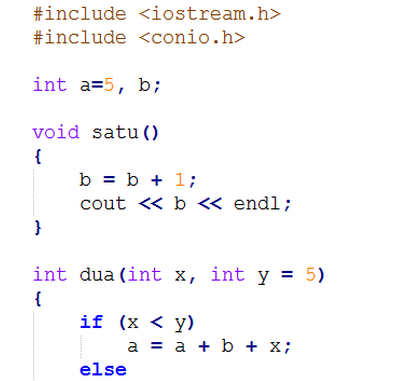 #include <iostream.h>
#include <conio.h>
int a=5, b;
void satu()
{
b = b + 1;
cout << b << endl;
}
int dua(int x, int y = 5)
{
if (x < y)
a = a + b + x;
else